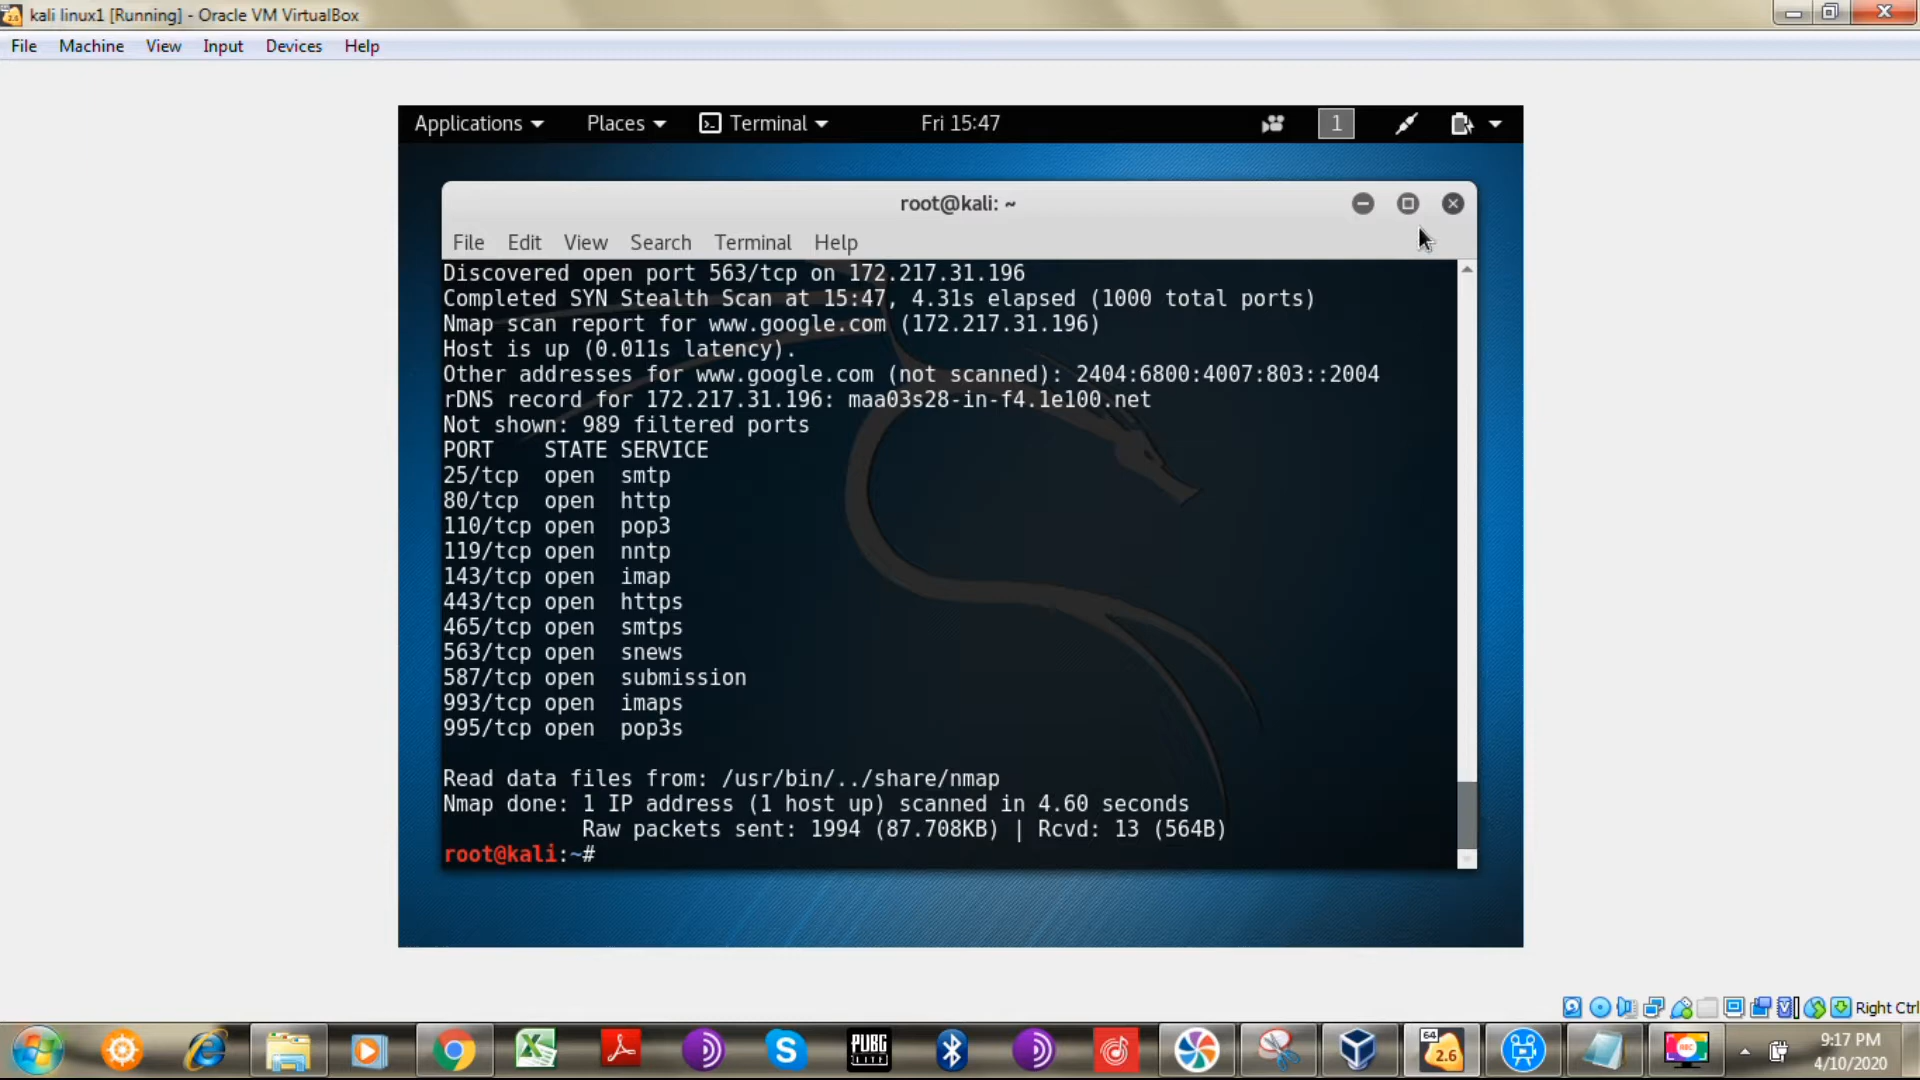 kali linux1 [Running] - Oracle VM VirtualBox
File Machine View Input Devices Help
Applications Places Terminal Fri 15:47 1
root@kali: ~
File Edit View Search Terminal Help
Discovered open port 563/tcp on 172.217.31.196
Completed SYN Stealth Scan at 15:47, 4.31s elapsed (1000 total ports)
Nmap scan report for www.google.com (172.217.31.196)
Host is up (0.011s latency).
Other addresses for www.google.com (not scanned): 2404:6800:4007:803::2004
rDNS record for 172.217.31.196: maa03s28-in-f4.1e100.net
Not shown: 989 filtered ports
PORT STATE SERVICE
25/tcp open smtp
80/tcp open http
110/tcp open pop3
119/tcp open nntp
143/tcp open imap
443/tcp open https
465/tcp open smtps
563/tcp open snews
587/tcp open submission
993/tcp open imaps
995/tcp open pop3s
Read data files from: /usr/bin/../share/nmap
Nmap done: 1 IP address (1 host up) scanned in 4.60 seconds
Raw packets sent: 1994 (87.708KB) | Rcvd: 13 (564B)
root@kali:~#
Right Ctrl
PUBG
LITE
64
2.6
REC
9:17 PM
4/10/2020